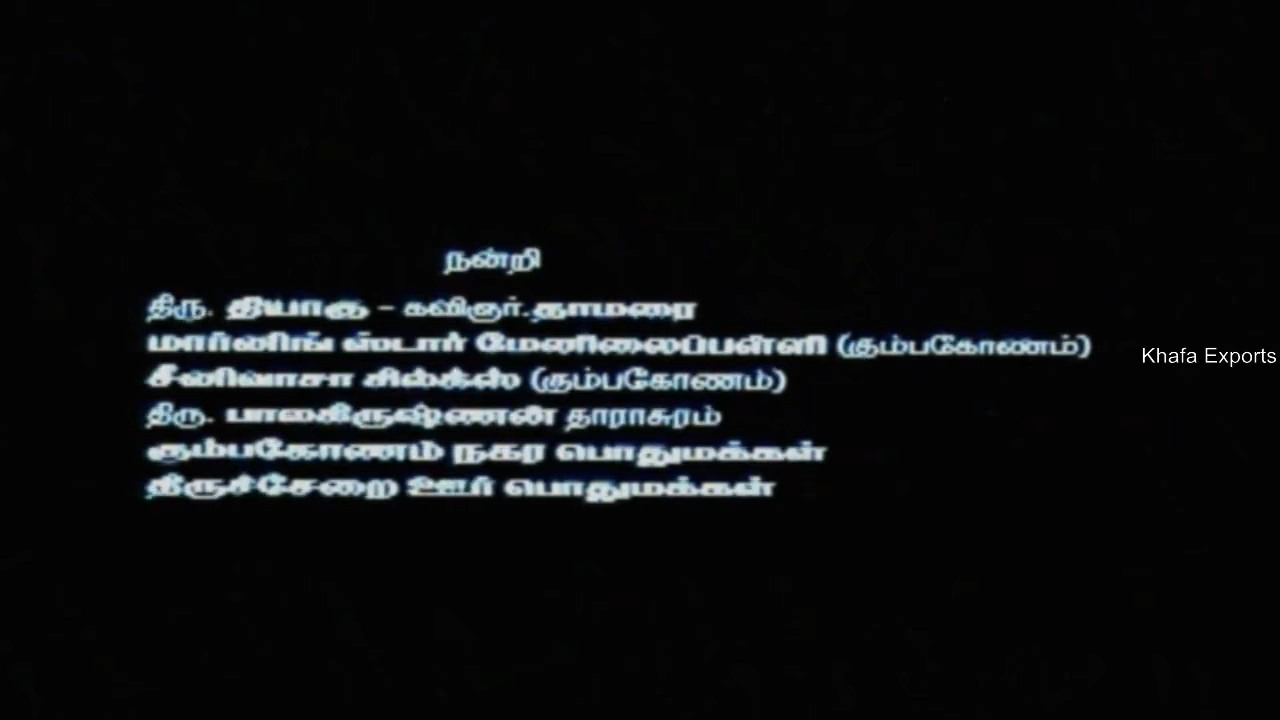 நன்றி
திரு. தியாகு – கவிஞர்.தாமரை
மார்னிங் ஸ்டார் மேனிலைப்பள்ளி (கும்பகோணம்)
சீனிவாசா சில்க்ஸ் (கும்பகோணம்)
திரு. பாலகிருஷ்ணன் தாராசுரம்
கும்பகோணம் நகர பொதுமக்கள்
திருச்சேறை ஊர் பொதுமக்கள்
Khafa Exports